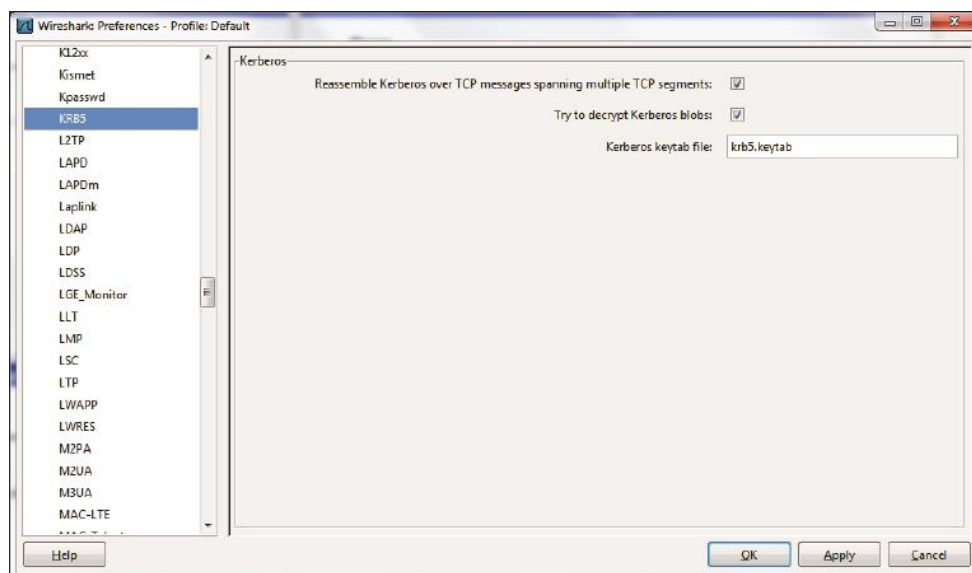 Wireshark: Preferences - Profile: Default
K12xx
Kismet
Kpasswd
KRB5
L2TP
LAPD
LAPDm
Laplink
LDAP
LDP
LDSS
LGE_Monitor
LLT
LMP
LSC
LTP
LWAPP
LWRES
M2PA
M2UA
M3UA
MAC-LTE
Kerberos
Reassemble Kerberos over TCP messages spanning multiple TCP segments:
Try to decrypt Kerberos blobs:
Kerberos keytab file: krb5.keytab
Help
OK
Apply
Cancel